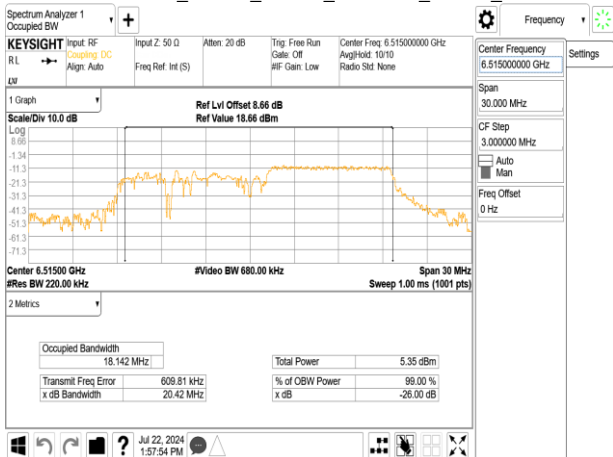 Spectrum Analyzer 1
Occupied BW
+
Frequency
KEYSIGHT
RL
LXI
Input: RF
Coupling: DC
Align: Auto
Input Z: 50 Ω
Freq Ref: Int (S)
Atten: 20 dB
Trig: Free Run
Gate: Off
#IF Gain: Low
Center Freq: 6.515000000 GHz
Avg|Hold: 10/10
Radio Std: None
Center Frequency
6.515000000 GHz
Settings
Span
30.000 MHz
CF Step
3.000000 MHz
Auto
Man
Freq Offset
0 Hz
1 Graph
Scale/Div 10.0 dB
Ref Lvl Offset 8.66 dB
Ref Value 18.66 dBm
Log
8.66
-1.34
-11.3
-21.3
-31.3
-41.3
-51.3
-61.3
-71.3
Center 6.51500 GHz
#Video BW 680.00 kHz
Span 30 MHz
#Res BW 220.00 kHz
Sweep 1.00 ms (1001 pts)
2 Metrics
Occupied Bandwidth
18.142 MHz
Total Power 5.35 dBm
Transmit Freq Error 609.81 kHz
% of OBW Power 99.00 %
x dB Bandwidth 20.42 MHz
x dB -26.00 dB
?
Jul 22, 2024
1:57:54 PM